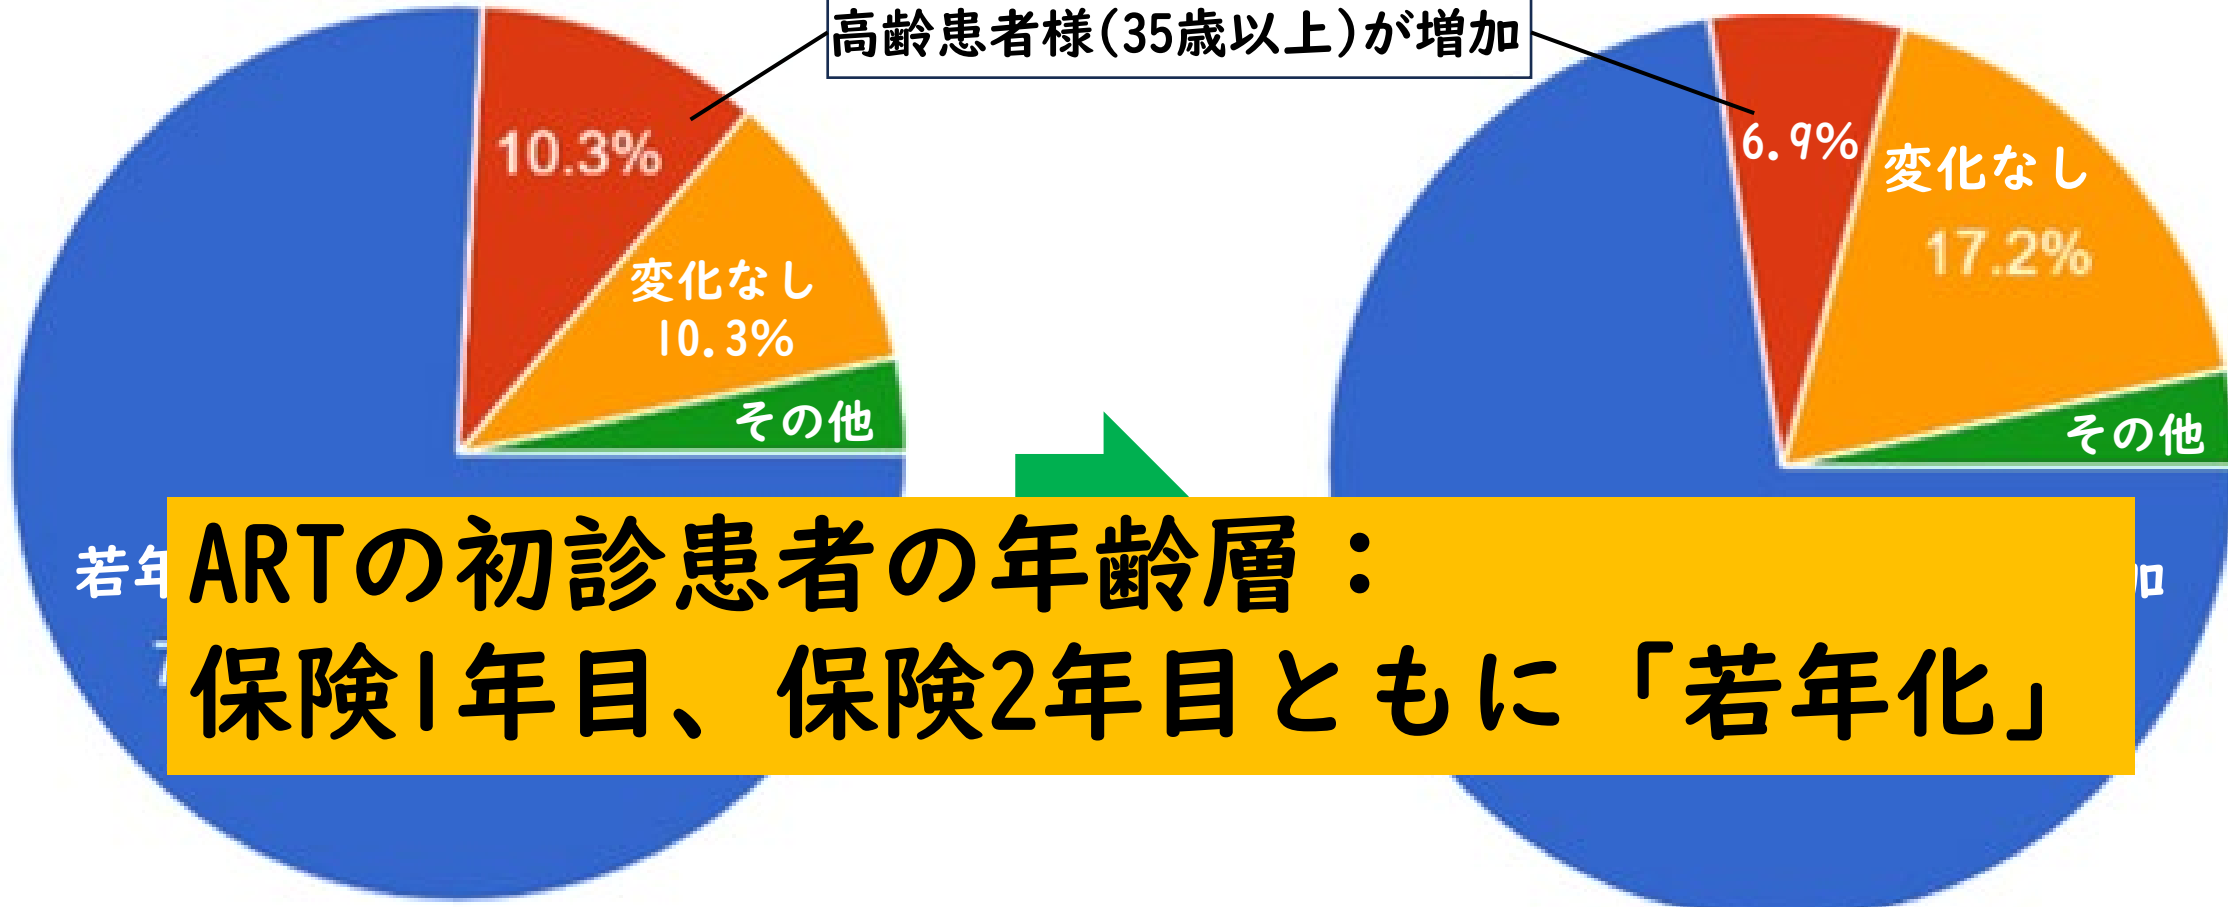 高齢患者様(35歳以上)が増加
10.3%
変化なし
10.3%
その他
6.9%
変化なし
17.2%
その他
若年
加
ARTの初診患者の年齢層：
保険1年目、保険2年目ともに「若年化」